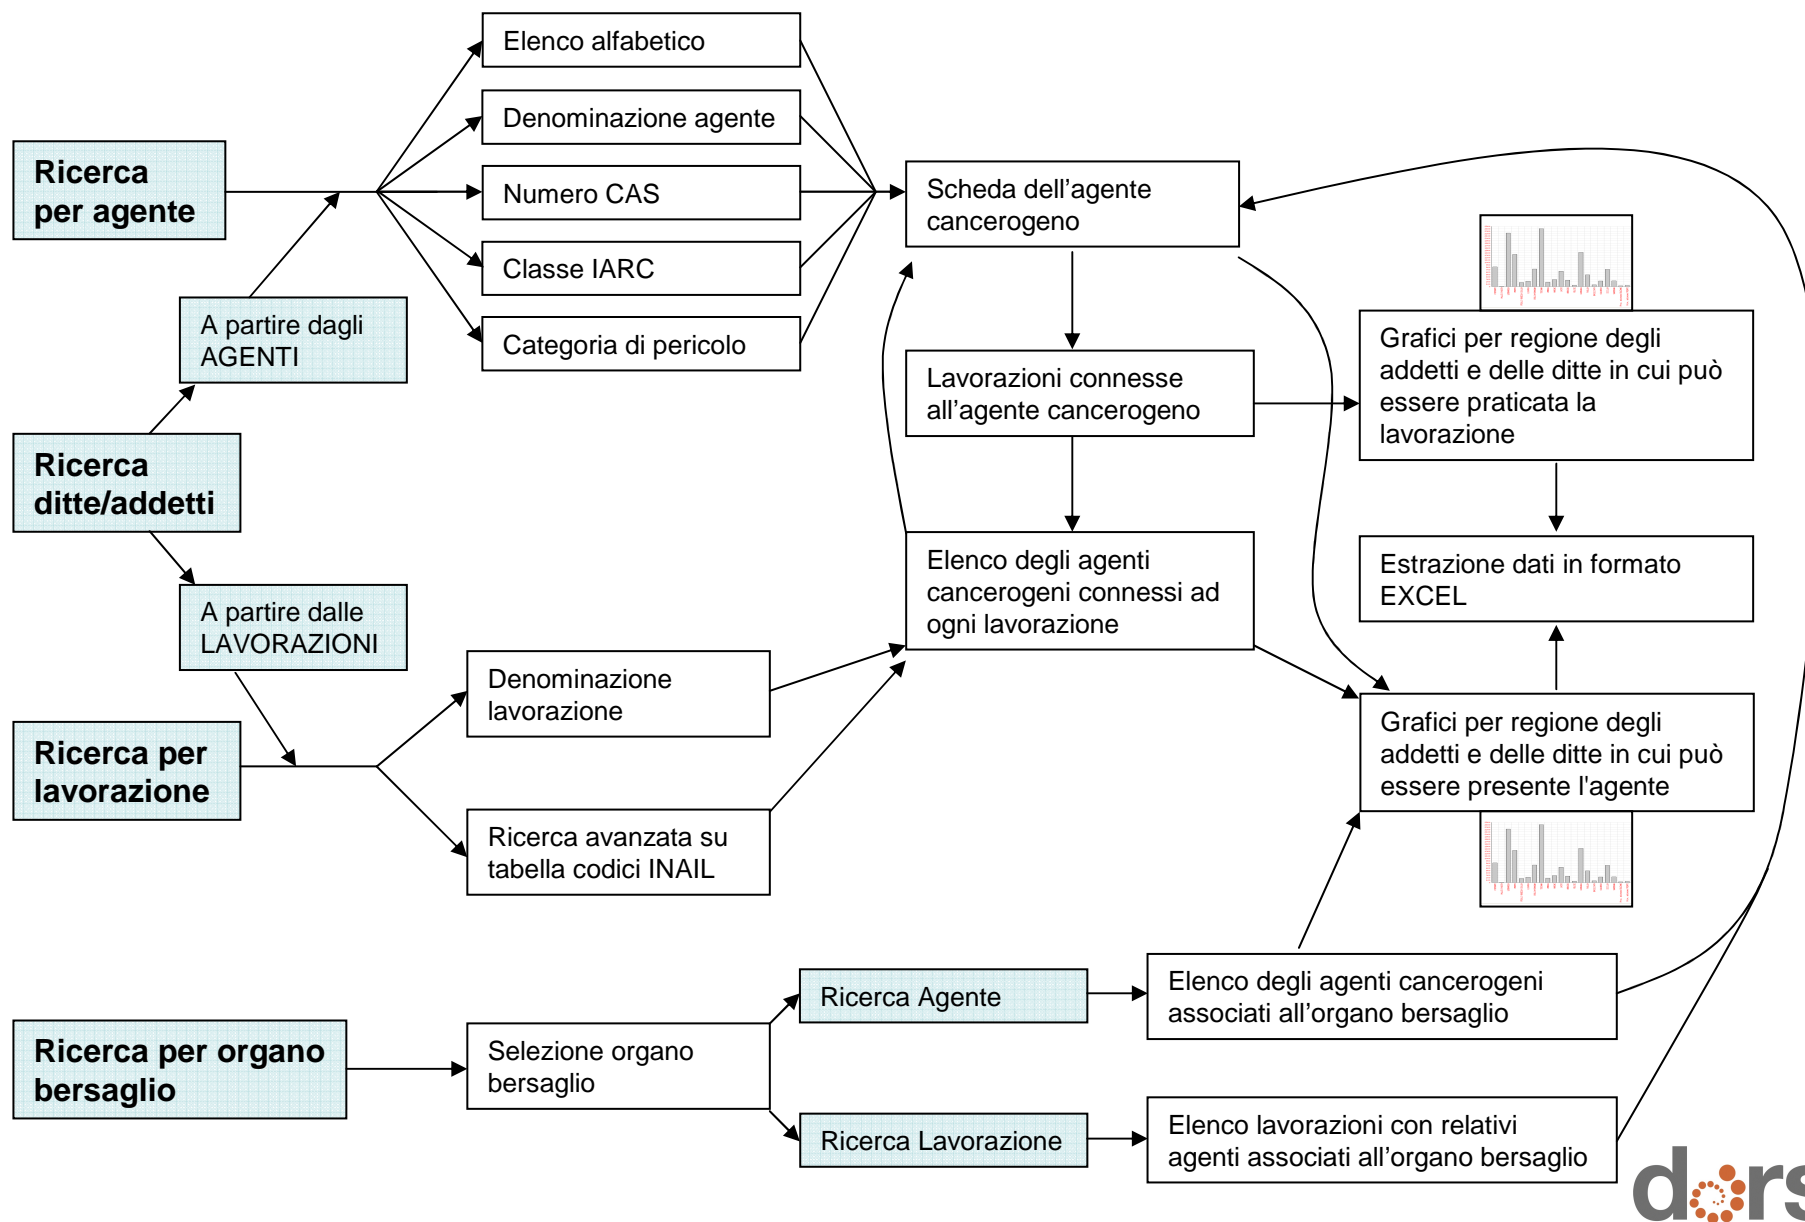 Elenco alfabetico
Denominazione agente
Ricerca
per agente
Numero CAS
Scheda dell’agente
cancerogeno
Classe IARC
A partire dagli
AGENTI
Categoria di pericolo
Grafici per regione degli
addetti e delle ditte in cui può
essere praticata la
lavorazione
Lavorazioni connesse
all’agente cancerogeno
Ricerca
ditte/addetti
Elenco degli agenti
cancerogeni connessi ad
ogni lavorazione
Estrazione dati in formato
EXCEL
A partire dalle
LAVORAZIONI
Denominazione
lavorazione
Grafici per regione degli
addetti e delle ditte in cui può
essere presente l'agente
Ricerca per
lavorazione
Ricerca avanzata su
tabella codici INAIL
Ricerca Agente
Elenco degli agenti cancerogeni
associati all’organo bersaglio
Ricerca per organo
bersaglio
Selezione organo
bersaglio
Ricerca Lavorazione
Elenco lavorazioni con relativi
agenti associati all’organo bersaglio
dors